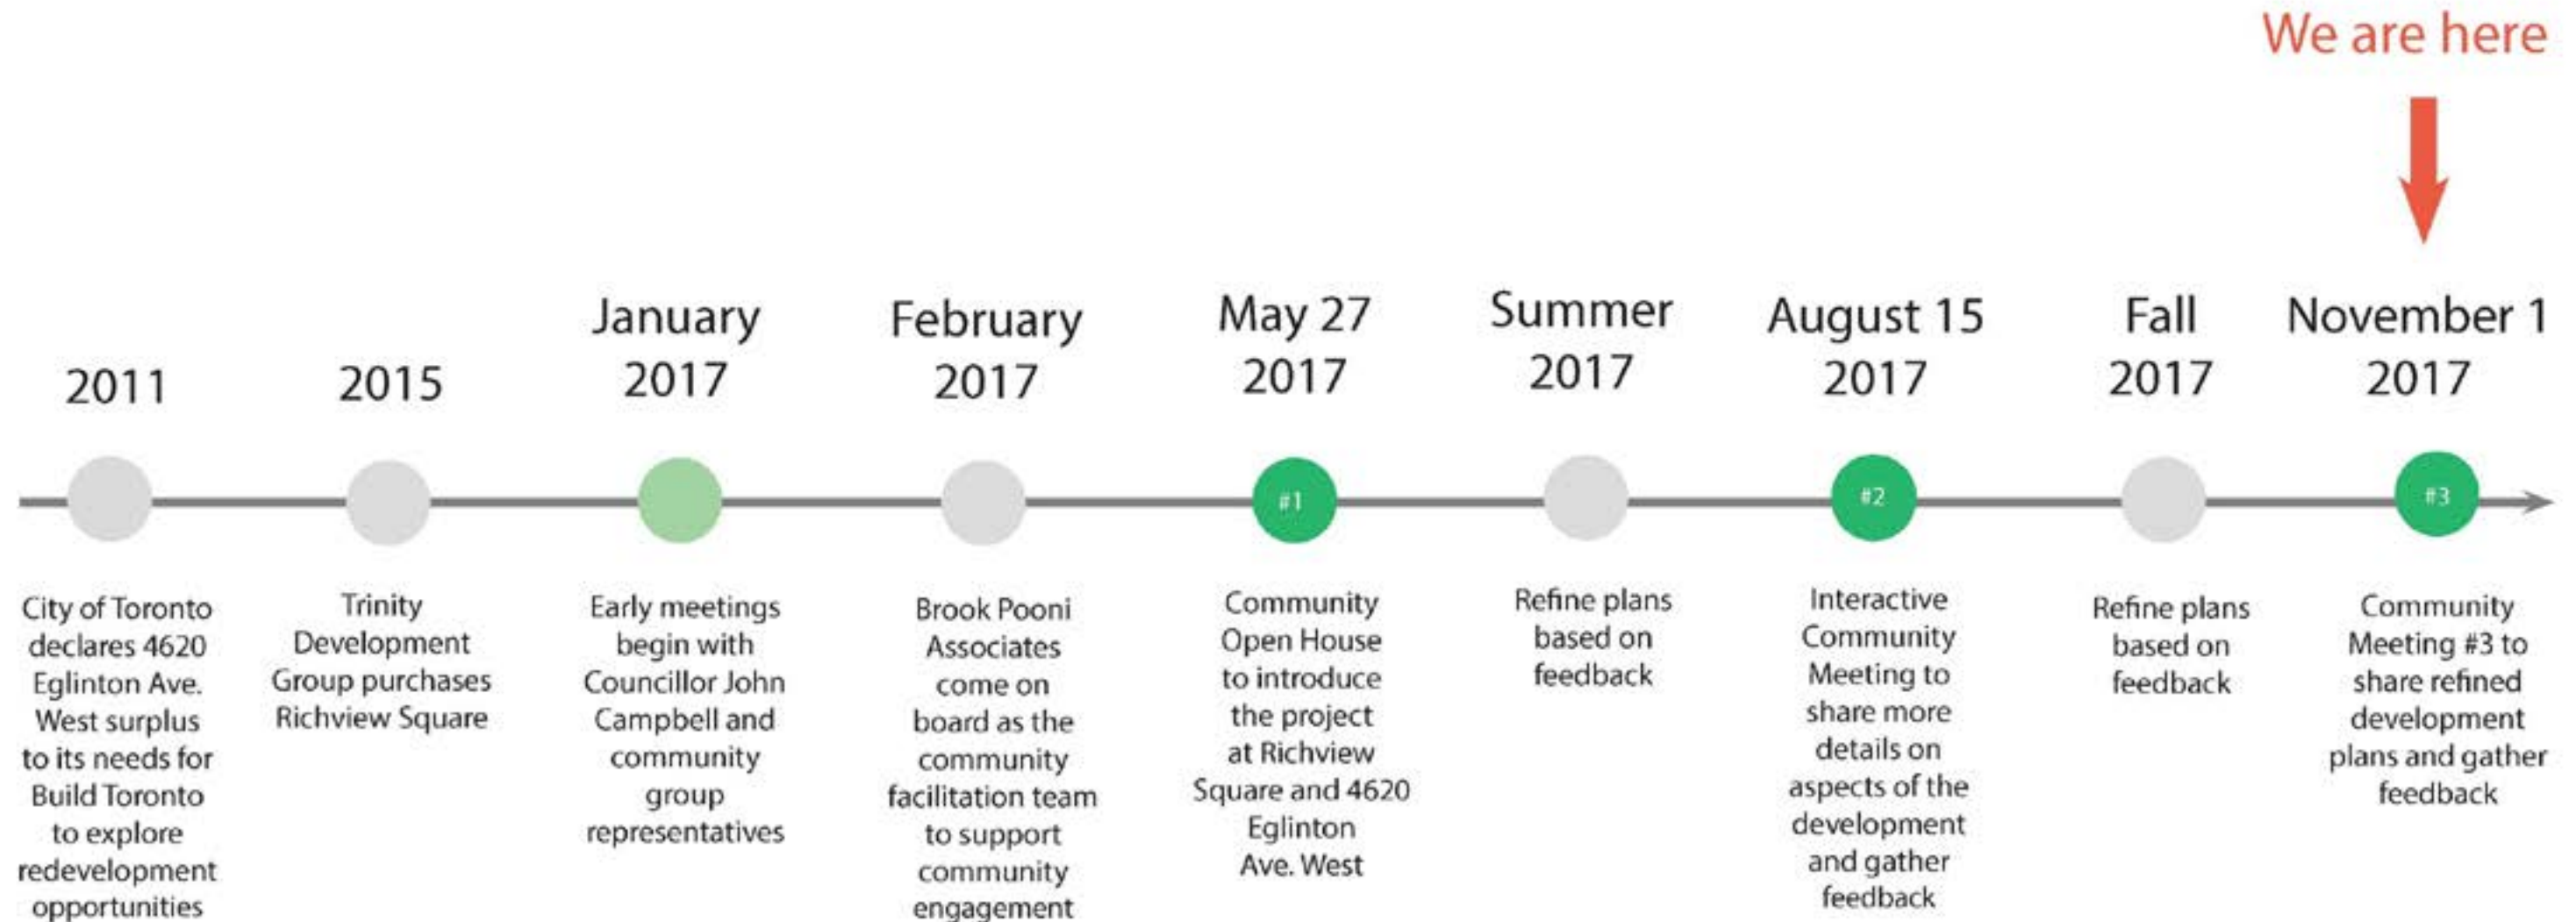 We are here
2011
2015
January
2017
February
2017
May 27
2017
Summer
2017
August 15
2017
Fall
2017
November 1
2017
#1
#2
#3
City of Toronto
declares 4620
Eglinton Ave.
West surplus
to its needs for
Build Toronto
to explore
redevelopment
opportunities
Trinity
Development
Group purchases
Richview Square
Early meetings
begin with
Councillor John
Campbell and
community
group
representatives
Brook Pooni
Associates
come on
board as the
community
facilitation team
to support
community
engagement
Community
Open House
to introduce
the project
at Richview
Square and 4620
Eglinton
Ave. West
Refine plans
based on
feedback
Interactive
Community
Meeting to
share more
details on
aspects of the
development
and gather
feedback
Refine plans
based on
feedback
Community
Meeting #3 to
share refined
development
plans and gather
feedback